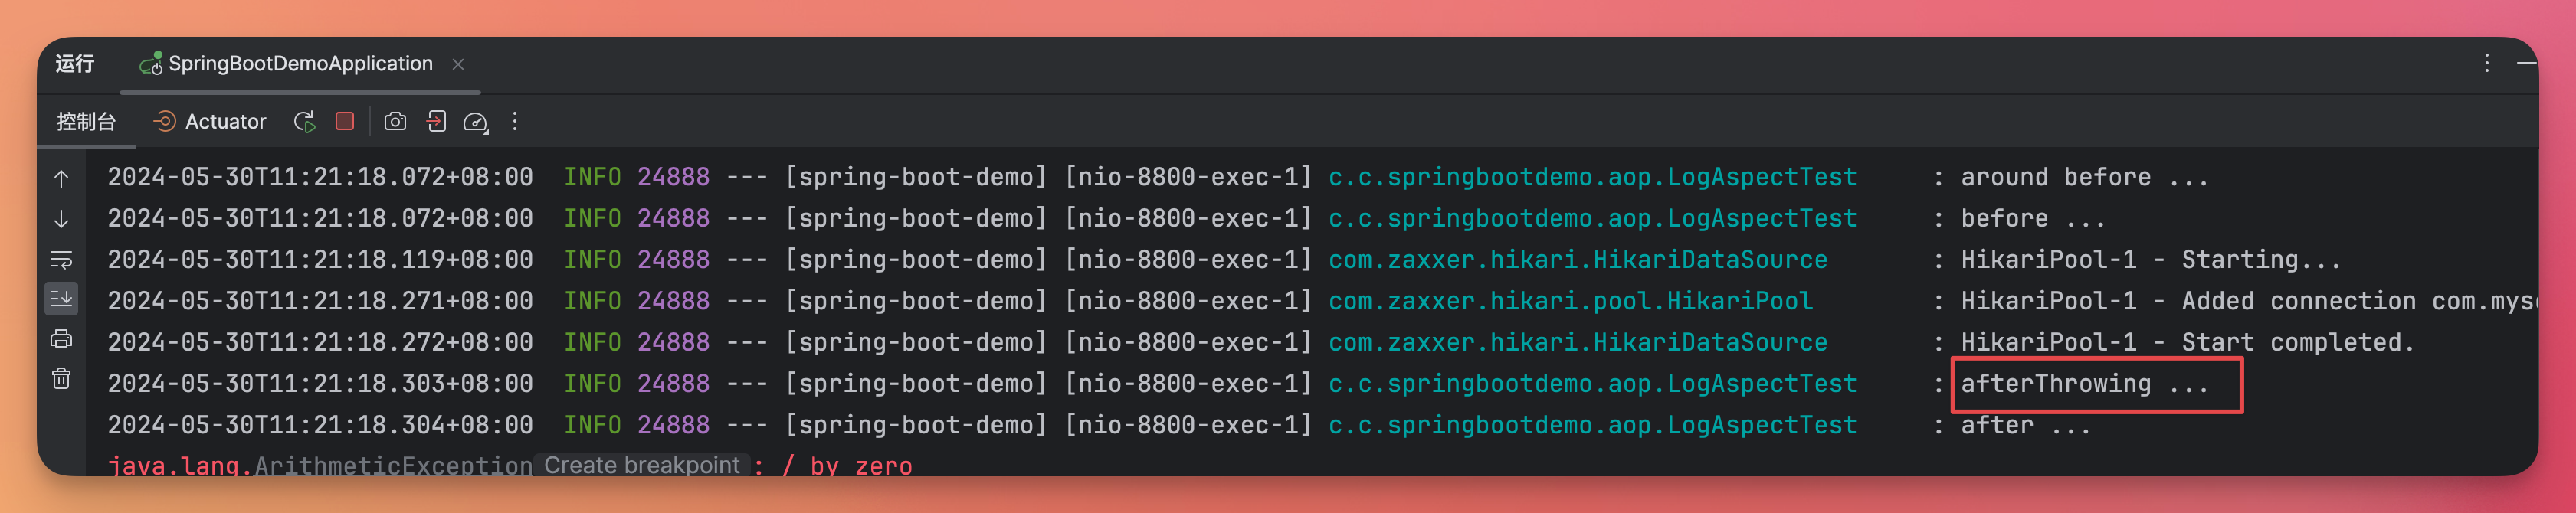 运行 SpringBootDemoApplication
控制台 Actuator
2024-05-30T11:21:18.072+08:00 INFO 24888 --- [spring-boot-demo] [nio-8800-exec-1] c.c.springbootdemo.aop.LogAspectTest : around before ...
2024-05-30T11:21:18.072+08:00 INFO 24888 --- [spring-boot-demo] [nio-8800-exec-1] c.c.springbootdemo.aop.LogAspectTest : before ...
2024-05-30T11:21:18.119+08:00 INFO 24888 --- [spring-boot-demo] [nio-8800-exec-1] com.zaxxer.hikari.HikariDataSource : HikariPool-1 - Starting...
2024-05-30T11:21:18.271+08:00 INFO 24888 --- [spring-boot-demo] [nio-8800-exec-1] com.zaxxer.hikari.pool.HikariPool : HikariPool-1 - Added connection com.mys
2024-05-30T11:21:18.272+08:00 INFO 24888 --- [spring-boot-demo] [nio-8800-exec-1] com.zaxxer.hikari.HikariDataSource : HikariPool-1 - Start completed.
2024-05-30T11:21:18.303+08:00 INFO 24888 --- [spring-boot-demo] [nio-8800-exec-1] c.c.springbootdemo.aop.LogAspectTest : afterThrowing ...
2024-05-30T11:21:18.304+08:00 INFO 24888 --- [spring-boot-demo] [nio-8800-exec-1] c.c.springbootdemo.aop.LogAspectTest : after ...
java.lang.ArithmeticException Create breakpoint : / by zero